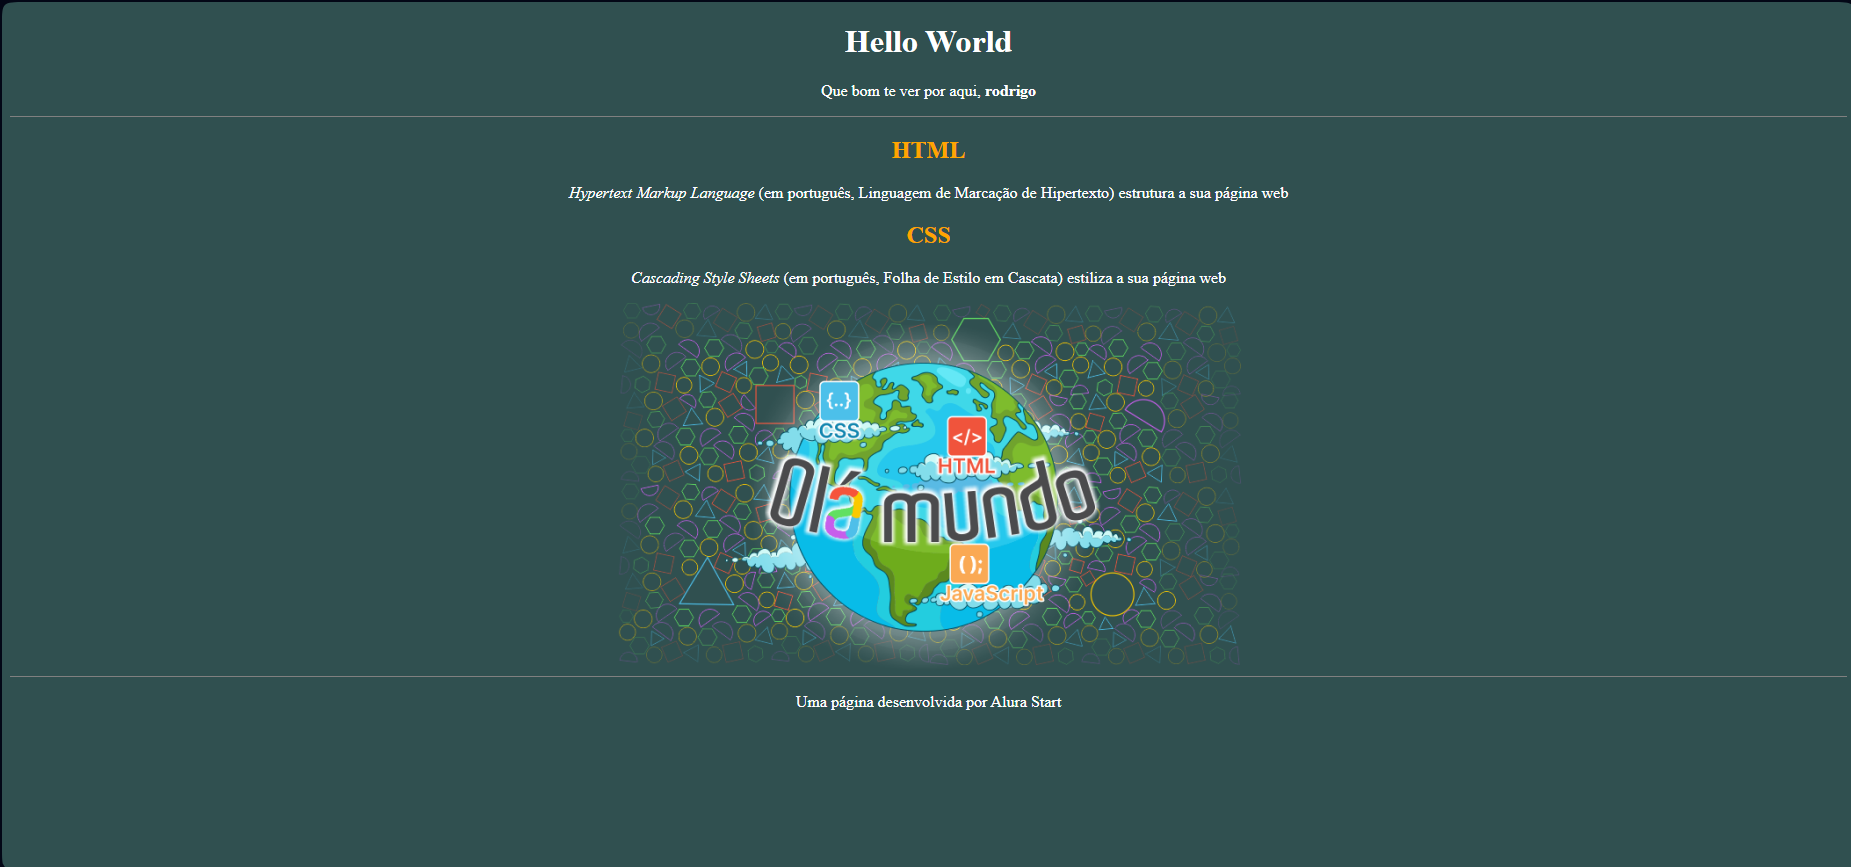 Hello World
Que bom te ver por aqui, rodrigo
HTML
Hypertext Markup Language (em português, Linguagem de Marcação de Hipertexto) estrutura a sua página web
CSS
Cascading Style Sheets (em português, Folha de Estilo em Cascata) estiliza a sua página web
{..}
CSS
</>
HTML
Olá mundo
();
JavaScript
Uma página desenvolvida por Alura Start